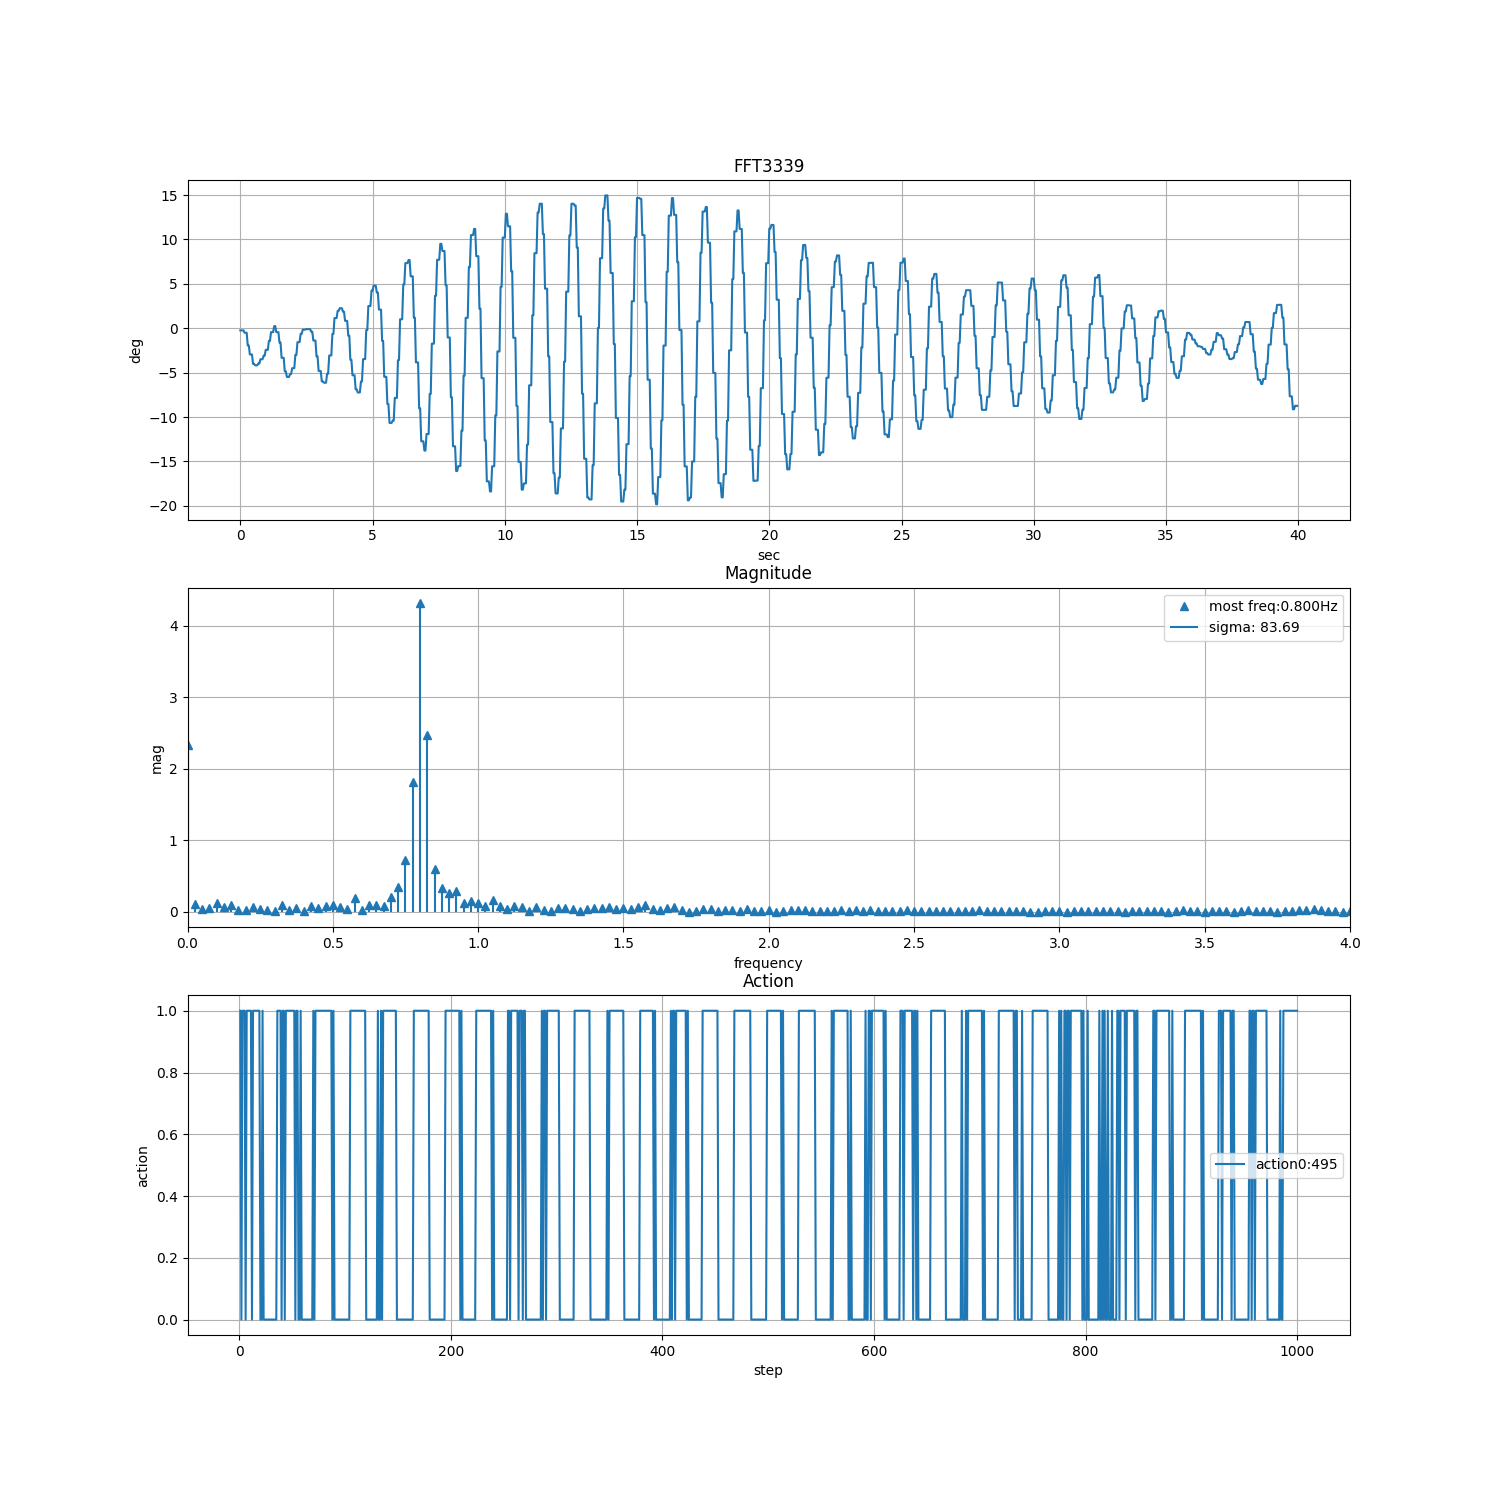 FFT3339
15
10
5
0
−5
−10
−15
−20
deg
0 5 10 15 20 25 30 35 40
sec
Magnitude
most freq:0.800Hz
sigma: 83.69
4
3
2
1
0
mag
0.0 0.5 1.0 1.5 2.0 2.5 3.0 3.5 4.0
frequency
Action
1.0
0.8
0.6
0.4
0.2
0.0
action
action0:495
0 200 400 600 800 1000
step